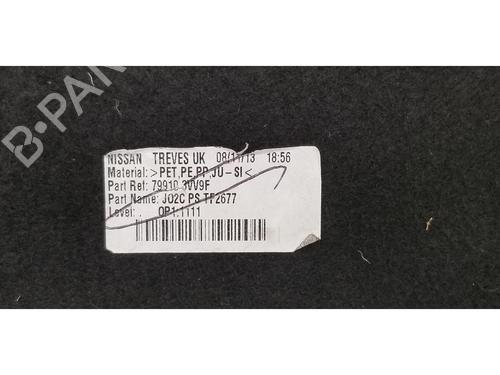 B-PARTS
NISSAN TREVES UK 08/11/13 18:56
Material: >PET,PE,PP,JU-SI<
Part Ref: 79910 3VV9F
Part Name: J02C PS TF2677
Level: . OP1:1111